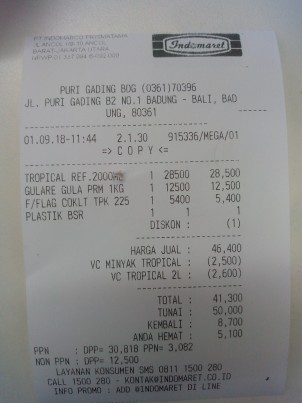 PT INDOMARCO PRISMATAMA
JL ANCOL
JAKARTA UTARA
NPWP
Indomaret
PURI GADING BDG (0361)70396
JL. PURI GADING B2 NO.1 BADUNG - BALI, BAD
UNG, 80361
01.09.18-11:44 2.1.30 915336/MEGA/01
=> C O P Y <=
TROPICAL REF.2000ML 1 28500 28,500
GULARE GULA PRM 1KG 1 12500 12,500
F/FLAG COKLT TPK 225 1 5400 5,400
PLASTIK BSR 1 1 1
DISKON : (1)
HARGA JUAL : 46,400
VC MINYAK TROPICAL : (2,500)
VC TROPICAL 2L : (2,600)
TOTAL : 41,300
TUNAI : 50,000
KEMBALI : 8,700
ANDA HEMAT : 5,100
PPN : DPP= 30,818 PPN= 3,082
NON PPN : DPP= 12,500
LAYANAN KONSUMEN SMS 0811 1500 280
CALL 1500 280 - KONTAK@INDOMARET.CO.ID
INFO PROMO : ADD @INDOMARET DI LINE